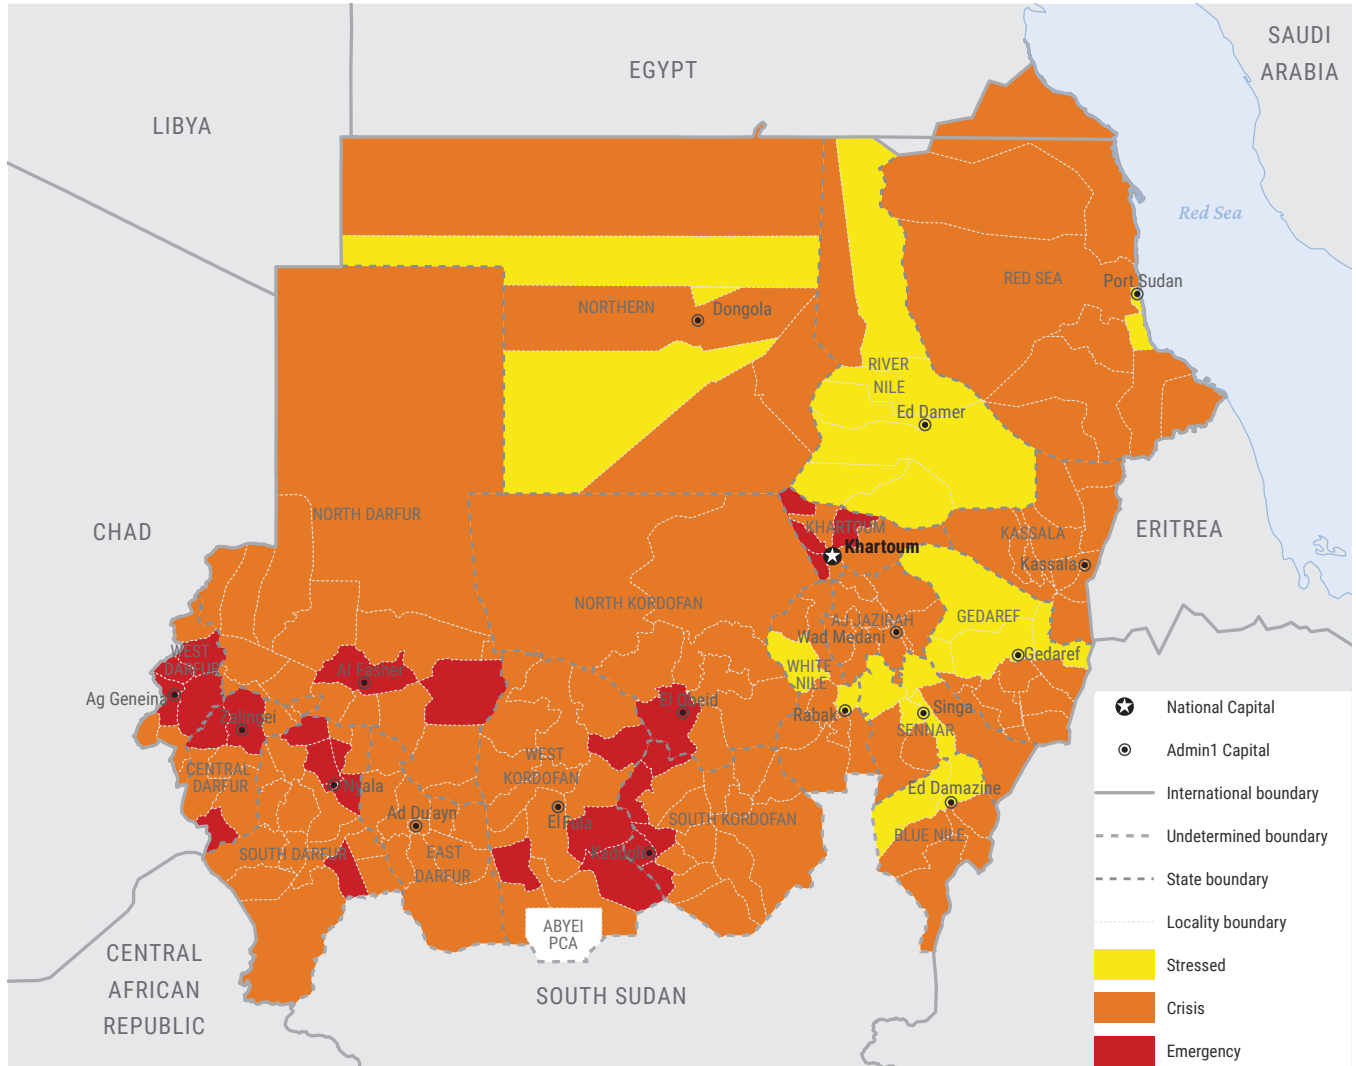 SAUDI
ARABIA
EGYPT
LIBYA
Red Sea
RED SEA
Port Sudan
NORTHERN
Dongola
RIVER
NILE
Ed Damer
NORTH DARFUR
CHAD
KHARTOUM
Khartoum
KASSALA
ERITREA
Kassala
NORTH KORDOFAN
AJ JAZIRAH
Wad Medani
GEDAREF
Gedaref
WEST
DARFUR
Al Fasher
WHITE
NILE
Ag Geneina
Zalingei
El Obeid
Rabak
Singa
SENNAR
National Capital
Admin1 Capital
WEST
KORDOFAN
CENTRAL
DARFUR
Nyala
Ed Damazine
International boundary
Ad Du'ayn
El Fula
SOUTH KORDOFAN
BLUE NILE
Undetermined boundary
SOUTH DARFUR
EAST
DARFUR
Kadugli
State boundary
ABYEI
PCA
Locality boundary
CENTRAL
AFRICAN
REPUBLIC
SOUTH SUDAN
Stressed
Crisis
Emergency